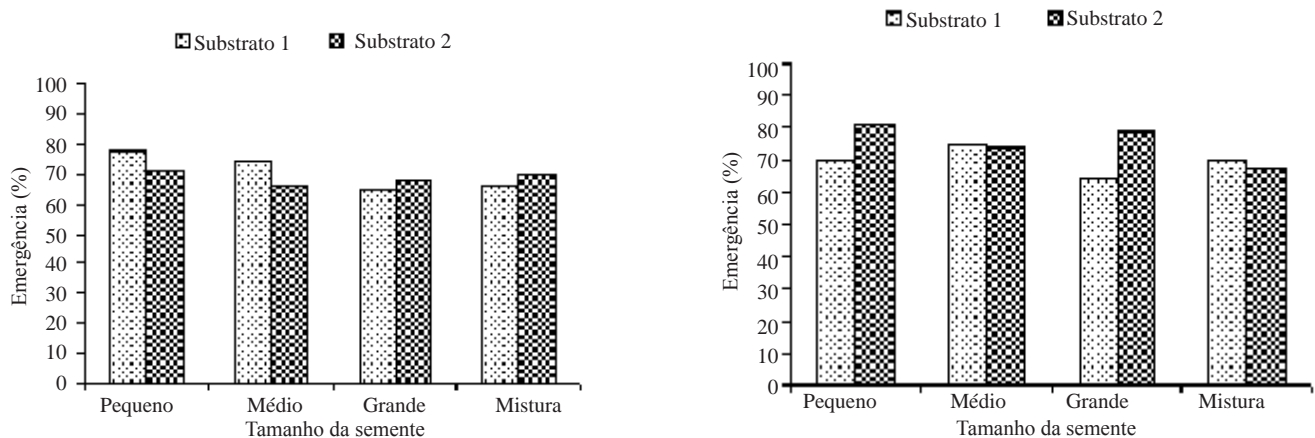 Substrato 1 Substrato 2
100
90
80
70
60
50
40
30
20
10
0
Emergência (%)
Pequeno Médio Grande Mistura
Tamanho da semente
Substrato 1 Substrato 2
100
90
80
70
60
50
40
30
20
10
0
Emergência (%)
Pequeno Médio Grande Mistura
Tamanho da semente